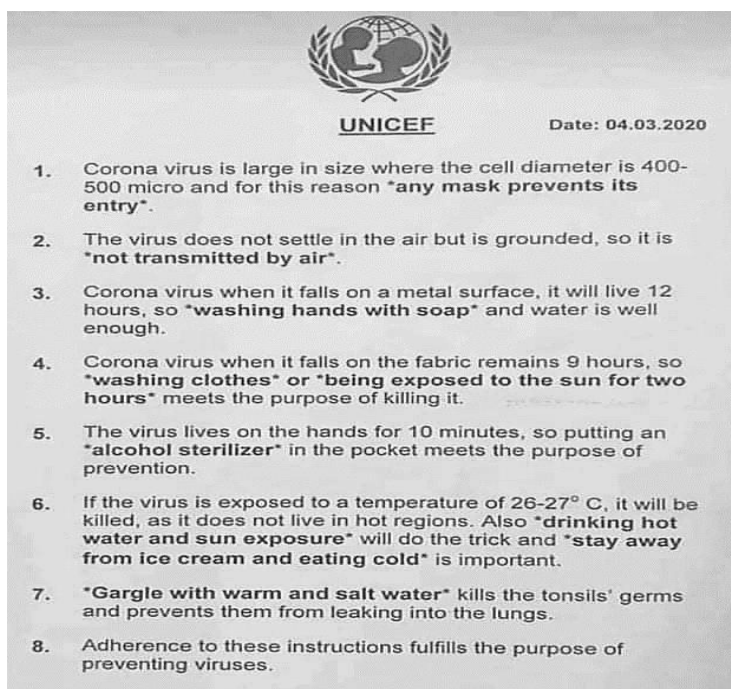 UNICEF
Date: 04.03.2020
1. Corona virus is large in size where the cell diameter is 400-
500 micro and for this reason *any mask prevents its
entry*.
2. The virus does not settle in the air but is grounded, so it is
*not transmitted by air*.
3. Corona virus when it falls on a metal surface, it will live 12
hours, so *washing hands with soap* and water is well
enough.
4. Corona virus when it falls on the fabric remains 9 hours, so
*washing clothes* or *being exposed to the sun for two
hours* meets the purpose of killing it.
5. The virus lives on the hands for 10 minutes, so putting an
*alcohol sterilizer* in the pocket meets the purpose of
prevention.
6. If the virus is exposed to a temperature of 26-27° C, it will be
killed, as it does not live in hot regions. Also *drinking hot
water and sun exposure* will do the trick and *stay away
from ice cream and eating cold* is important.
7. *Gargle with warm and salt water* kills the tonsils' germs
and prevents them from leaking into the lungs.
8. Adherence to these instructions fulfills the purpose of
preventing viruses.